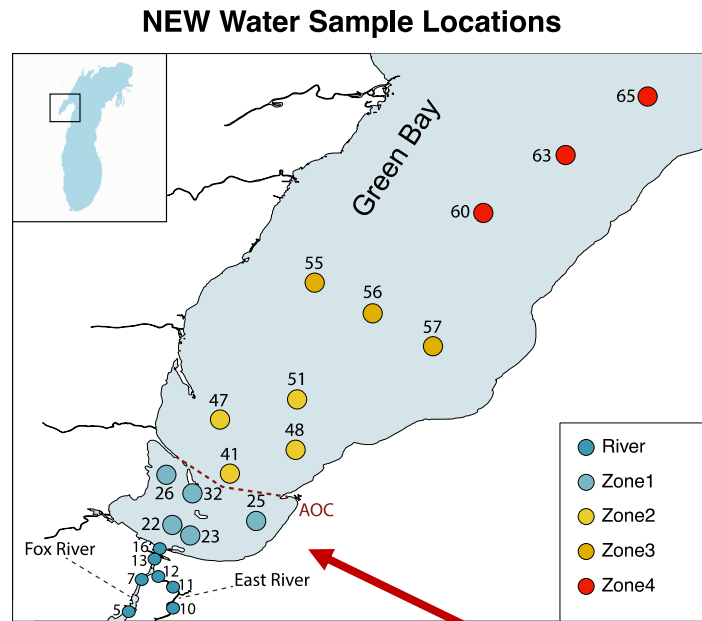 NEW Water Sample Locations
Green Bay
65
63
60
55
56
57
51
47
48
41
26
32
25
AOC
22
23
16
13
Fox River
7
12
11
East River
5
10
River
Zone1
Zone2
Zone3
Zone4